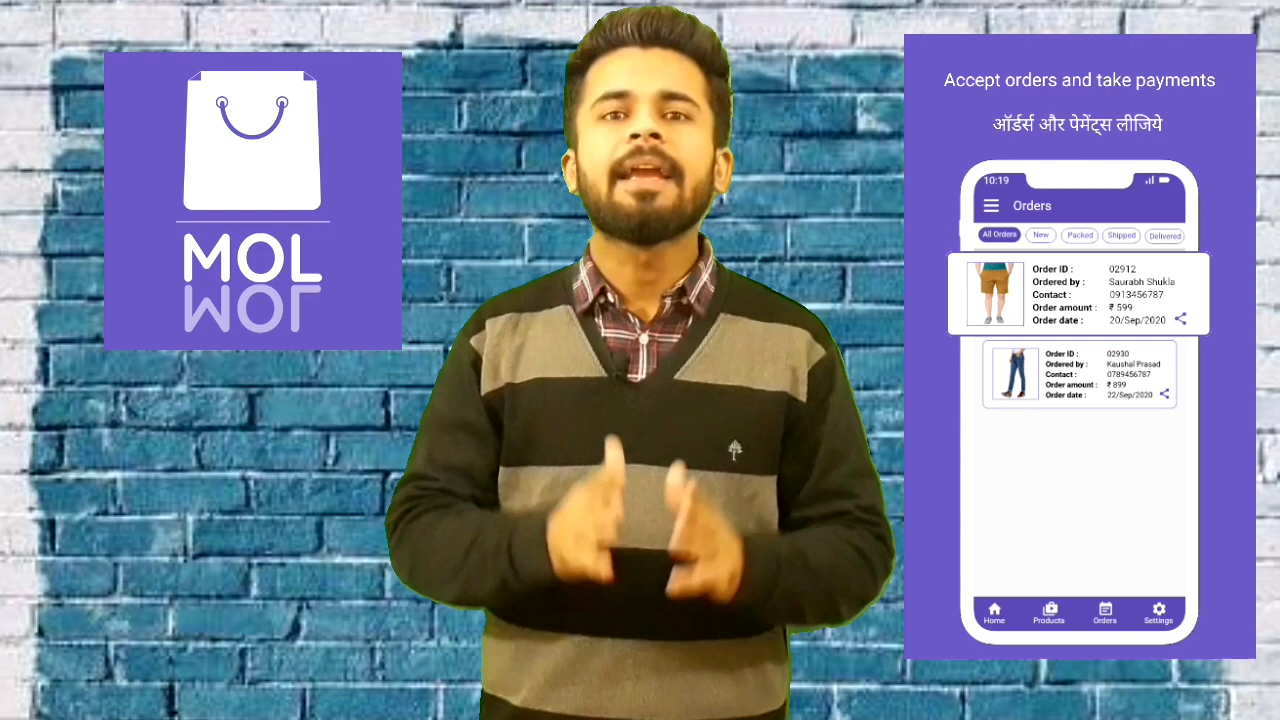 MOL
MOL
Accept orders and take payments
ऑर्डर्स और पेमेंट्स लीजिये
10:19
Orders
All Orders New Packed Shipped Delivered
Order ID : 02912
Ordered by : Saurabh Shukla
Contact : 0913456787
Order amount : ₹ 599
Order date : 20/Sep/2020
Order ID : 02930
Ordered by : Kaushal Prasad
Contact : 0789456787
Order amount : ₹ 899
Order date : 22/Sep/2020
Home Products Orders Settings